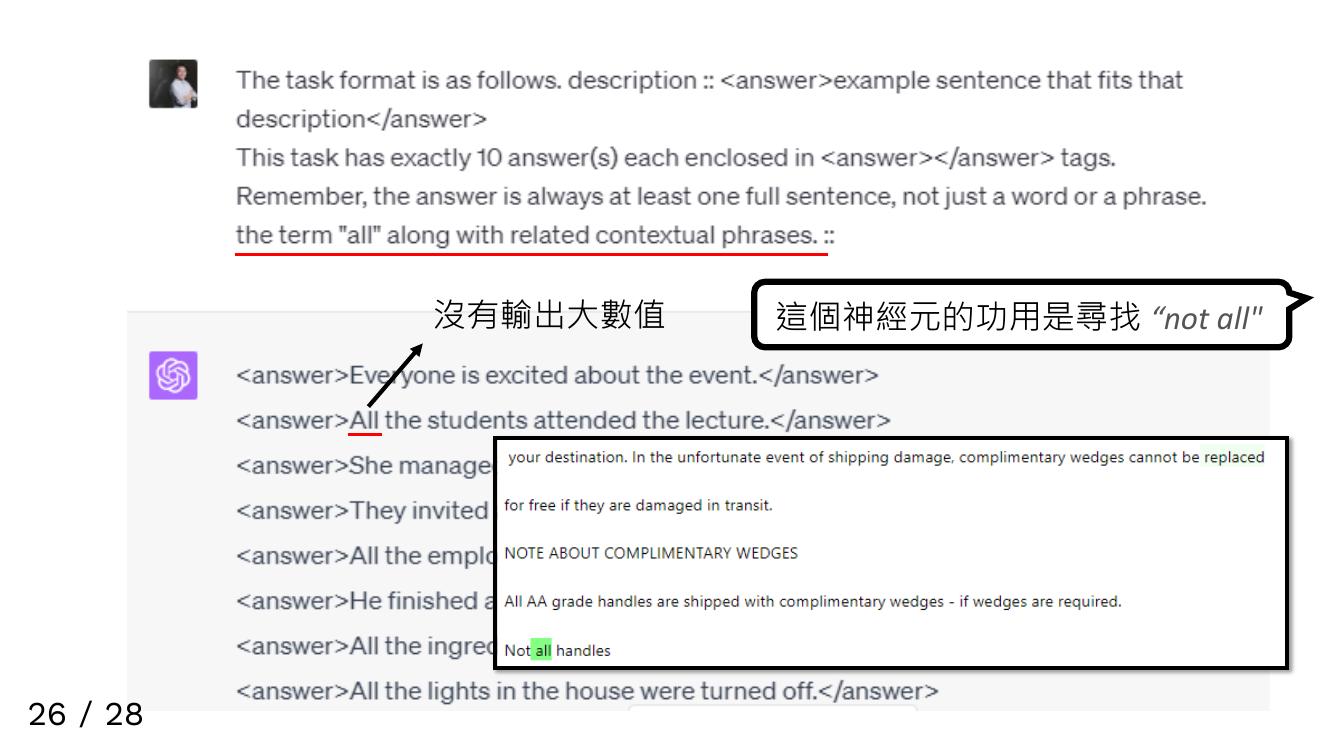 The task format is as follows. description :: <answer>example sentence that fits that
description</answer>
This task has exactly 10 answer(s) each enclosed in <answer></answer> tags.
Remember, the answer is always at least one full sentence, not just a word or a phrase.
the term "all" along with related contextual phrases. ::
沒有輸出大數值
這個神經元的功用是尋找 “not all"
<answer>Everyone is excited about the event.</answer>
<answer>All the students attended the lecture.</answer>
<answer>She manage
<answer>They invited
<answer>All the emplo
<answer>He finished a
<answer>All the ingre
<answer>All the lights in the house were turned off.</answer>
your destination. In the unfortunate event of shipping damage, complimentary wedges cannot be replaced
for free if they are damaged in transit.
NOTE ABOUT COMPLIMENTARY WEDGES
All AA grade handles are shipped with complimentary wedges - if wedges are required.
Not all handles
26 / 28